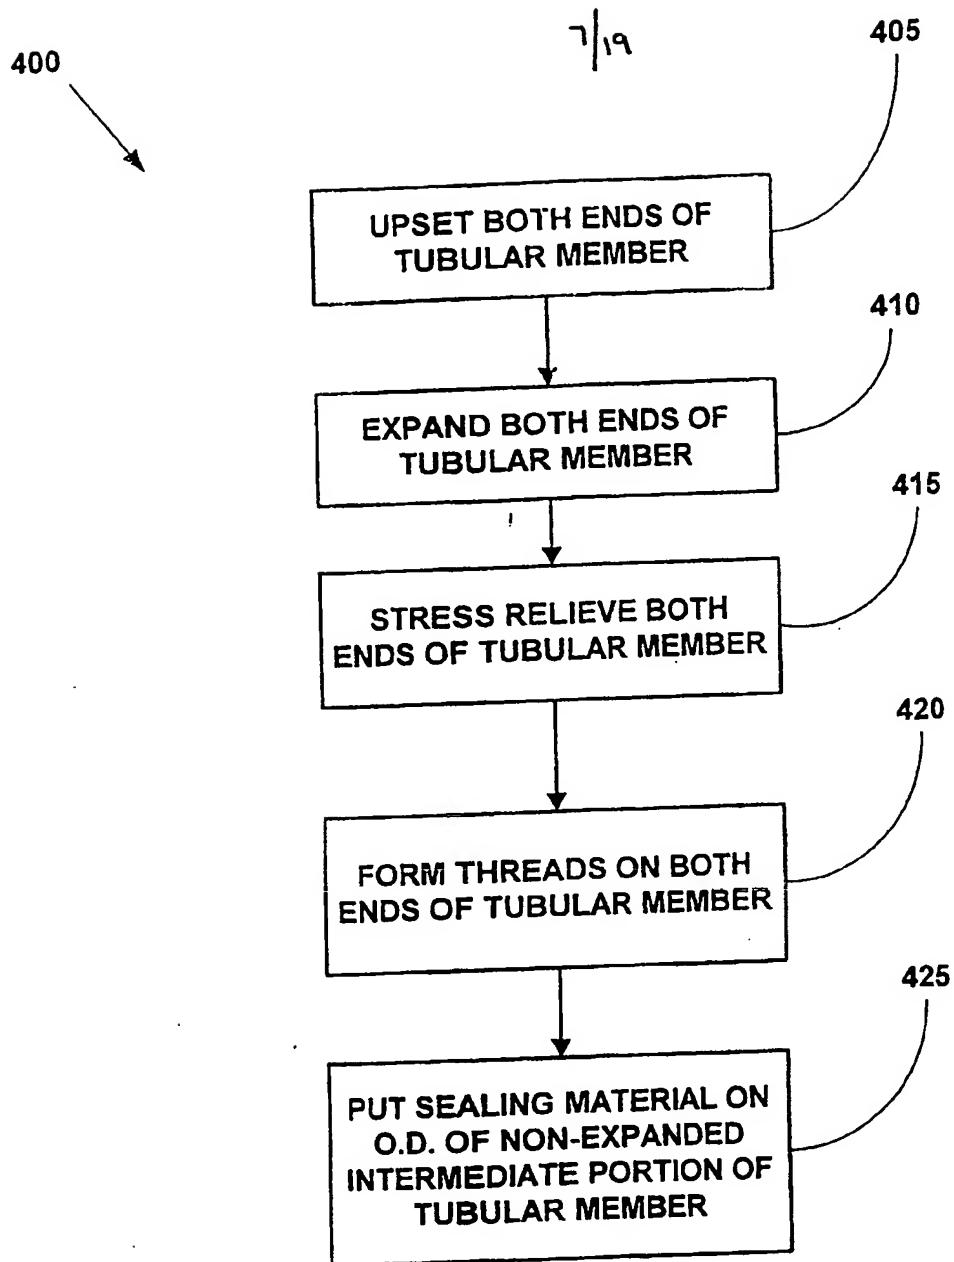 7/19
400
405
UPSET BOTH ENDS OF
TUBULAR MEMBER
410
EXPAND BOTH ENDS OF
TUBULAR MEMBER
415
STRESS RELIEVE BOTH
ENDS OF TUBULAR MEMBER
420
FORM THREADS ON BOTH
ENDS OF TUBULAR MEMBER
425
PUT SEALING MATERIAL ON
O.D. OF NON-EXPANDED
INTERMEDIATE PORTION OF
TUBULAR MEMBER